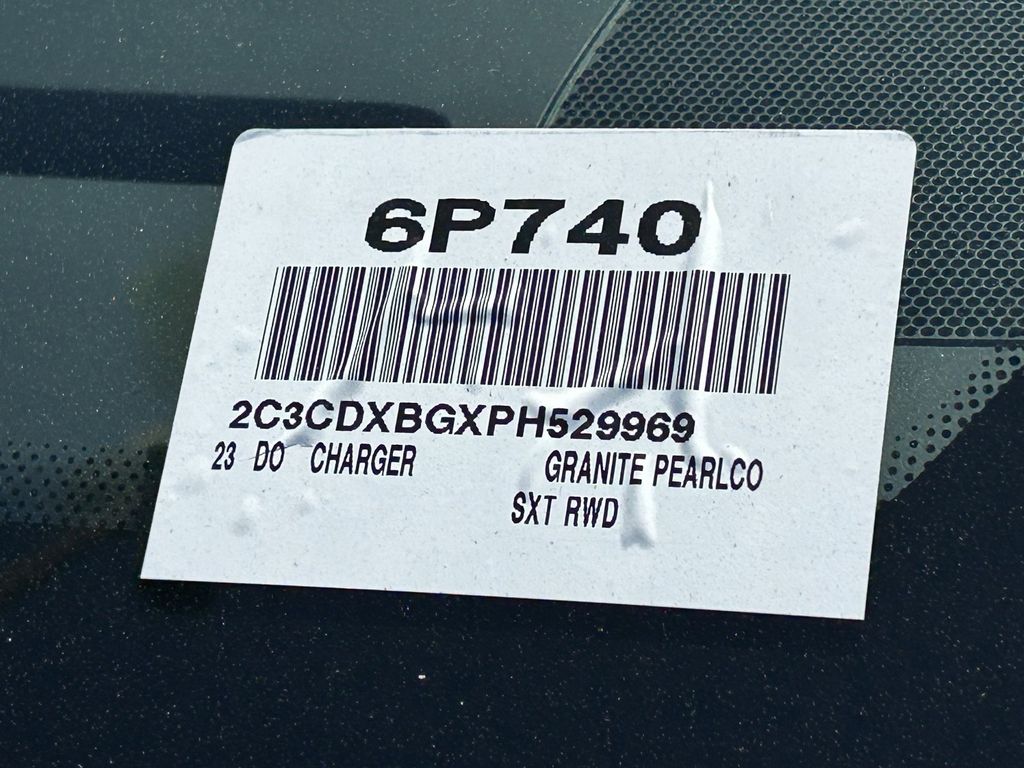 6P740
2C3CDXBGXPH529969
23 DO CHARGER GRANITE PEARLCO
SXT RWD